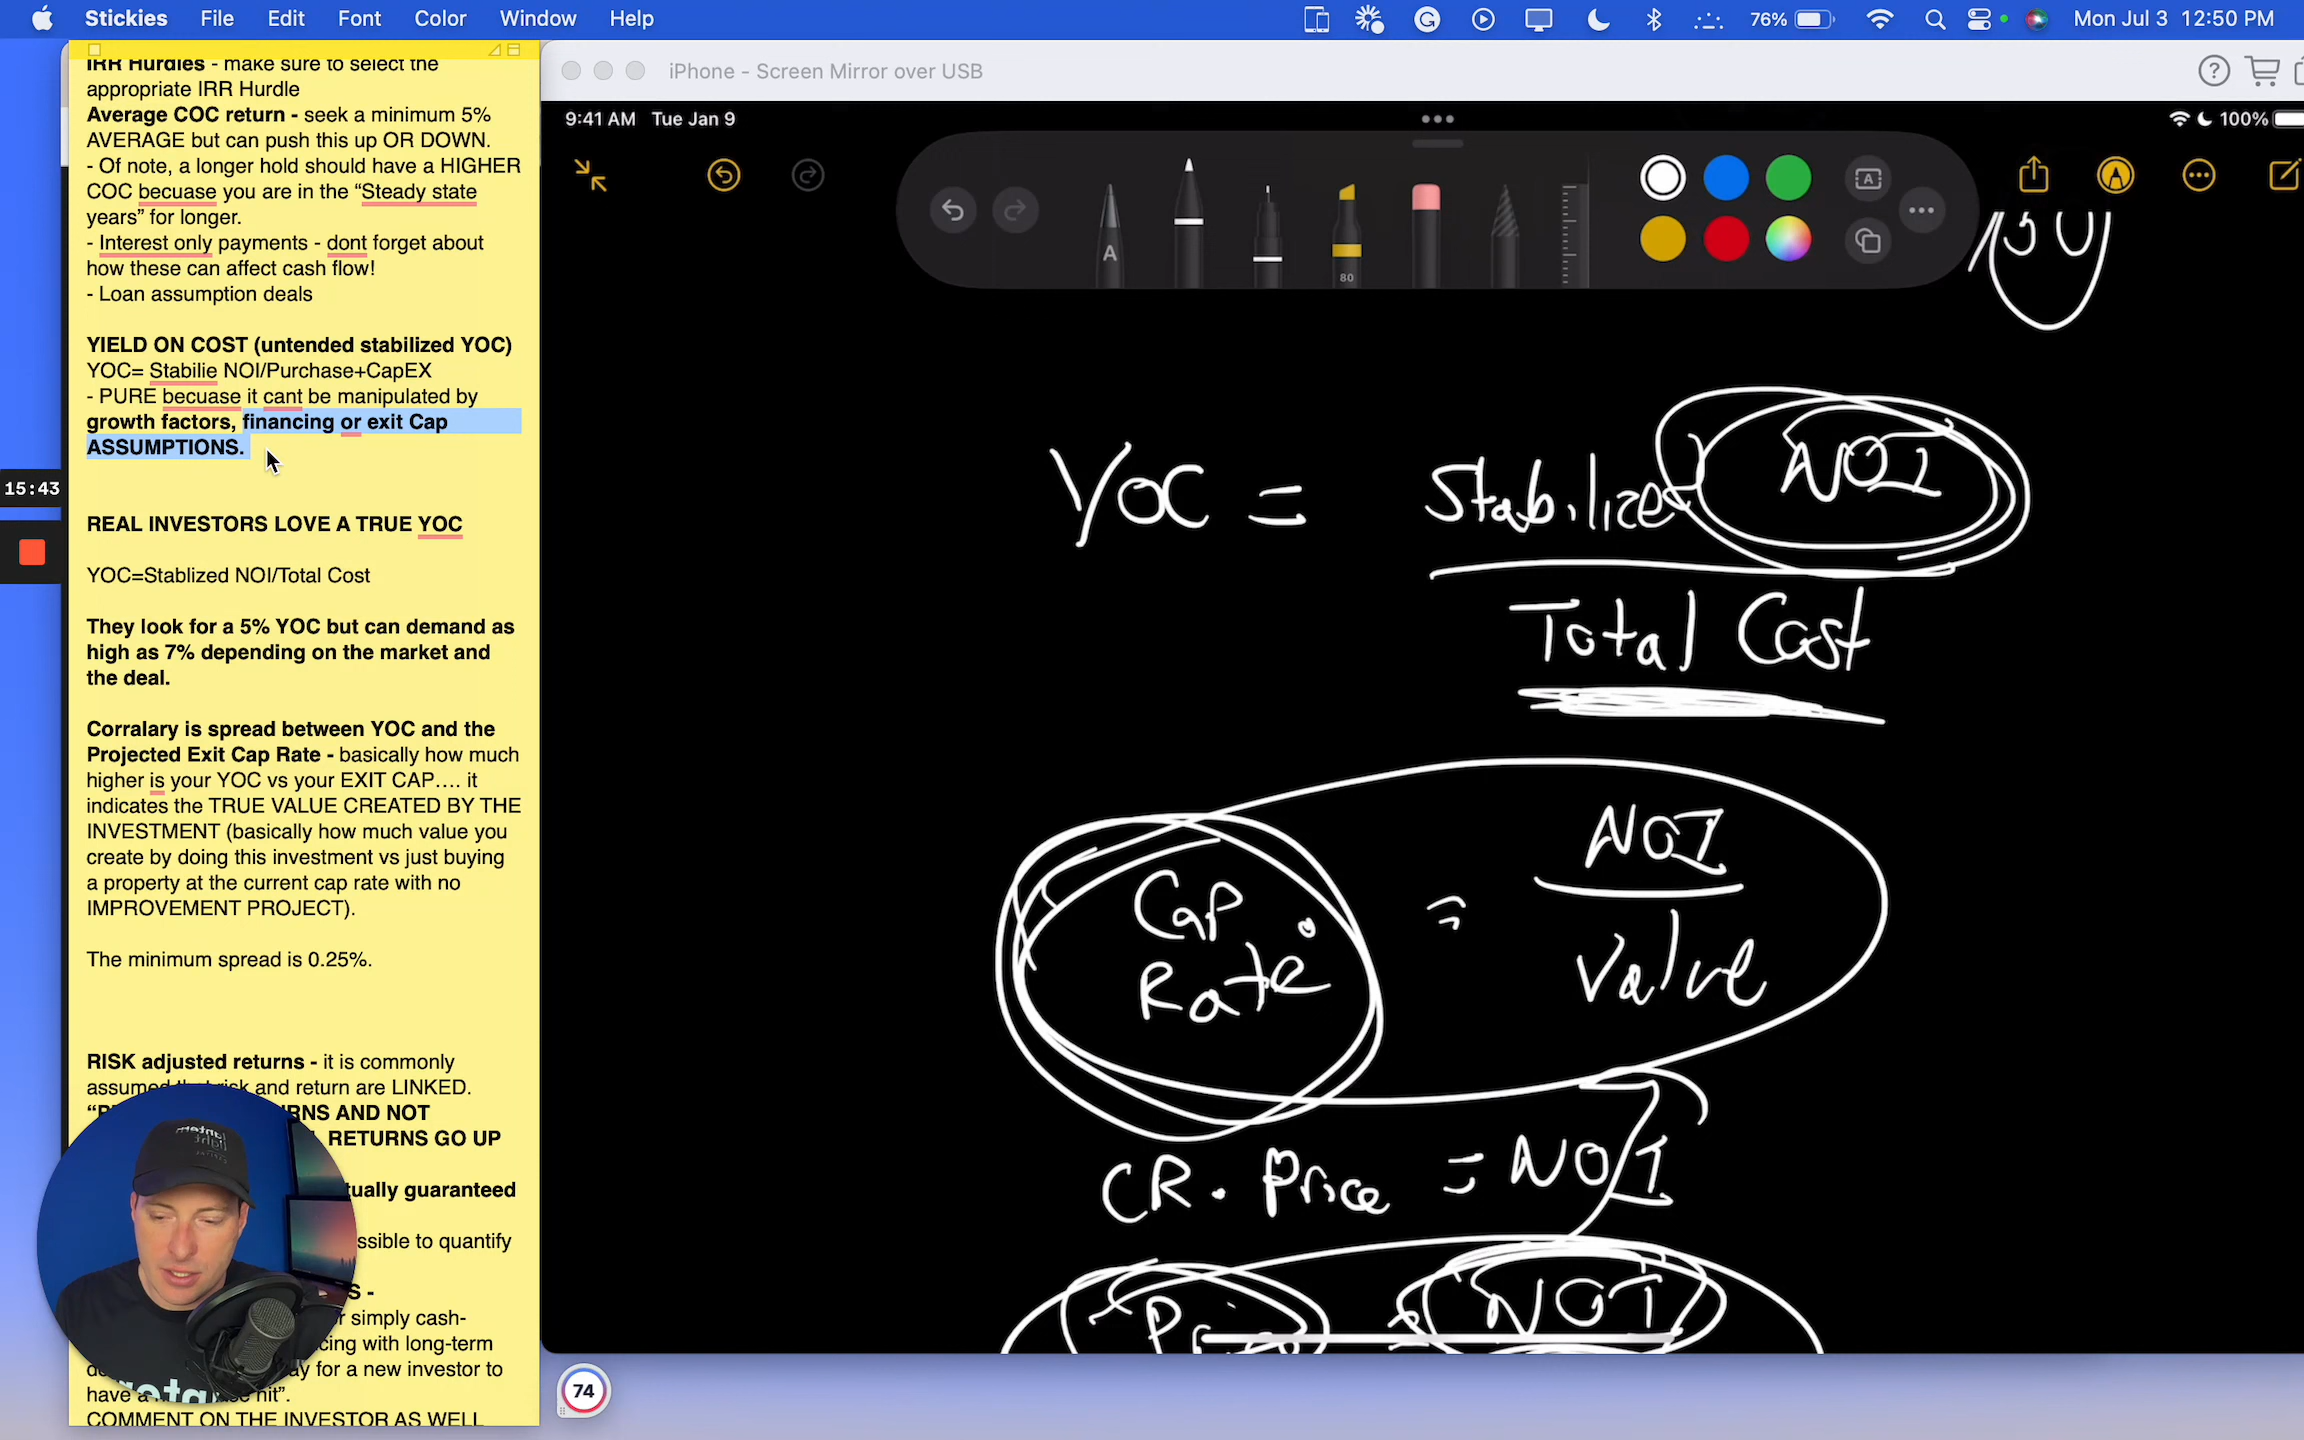 Stickies File Edit Font Color Window Help
76% Mon Jul 3 12:50 PM
IRR Hurdles - make sure to select the
appropriate IRR Hurdle
Average COC return - seek a minimum 5%
AVERAGE but can push this up OR DOWN.
- Of note, a longer hold should have a HIGHER
COC becuase you are in the “Steady state
years” for longer.
- Interest only payments - dont forget about
how these can affect cash flow!
- Loan assumption deals
YIELD ON COST (untended stabilized YOC)
YOC= Stabilie NOI/Purchase+CapEX
- PURE becuase it cant be manipulated by
growth factors, financing or exit Cap
ASSUMPTIONS.
15:43
REAL INVESTORS LOVE A TRUE YOC
YOC=Stablized NOI/Total Cost
They look for a 5% YOC but can demand as
high as 7% depending on the market and
the deal.
Corralary is spread between YOC and the
Projected Exit Cap Rate - basically how much
higher is your YOC vs your EXIT CAP.... it
indicates the TRUE VALUE CREATED BY THE
INVESTMENT (basically how much value you
create by doing this investment vs just buying
a property at the current cap rate with no
IMPROVEMENT PROJECT).
The minimum spread is 0.25%.
RISK adjusted returns - it is commonly
assumed that risk and return are LINKED.
AND NOT
RETURNS GO UP
guaranteed
to quantify
S -
simply cash-
with long-term
for a new investor to
have a
COMMENT ON THE INVESTOR AS WELL
iPhone - Screen Mirror over USB
9:41 AM Tue Jan 9
100%
A
80
A
YOC = Stabilize NOI
Total Cost
Cap Rate = NOI
Value
CR . Price = NOI
NOI
74